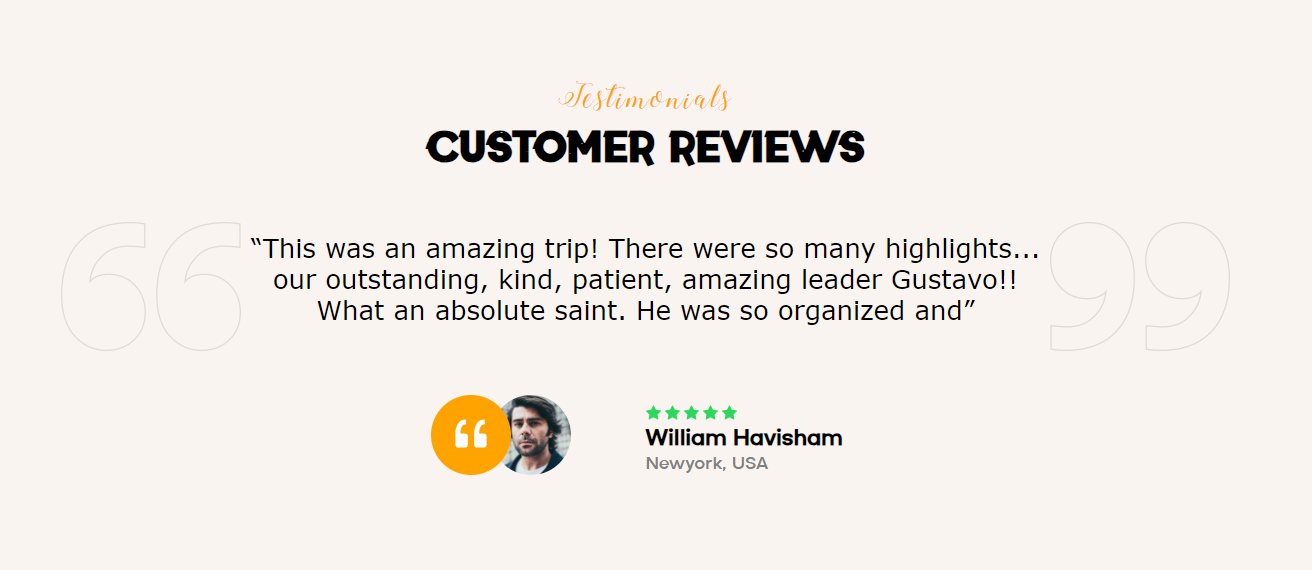 Testimonials
CUSTOMER REVIEWS
“This was an amazing trip! There were so many highlights...
our outstanding, kind, patient, amazing leader Gustavo!!
What an absolute saint. He was so organized and”
William Havisham
Newyork, USA